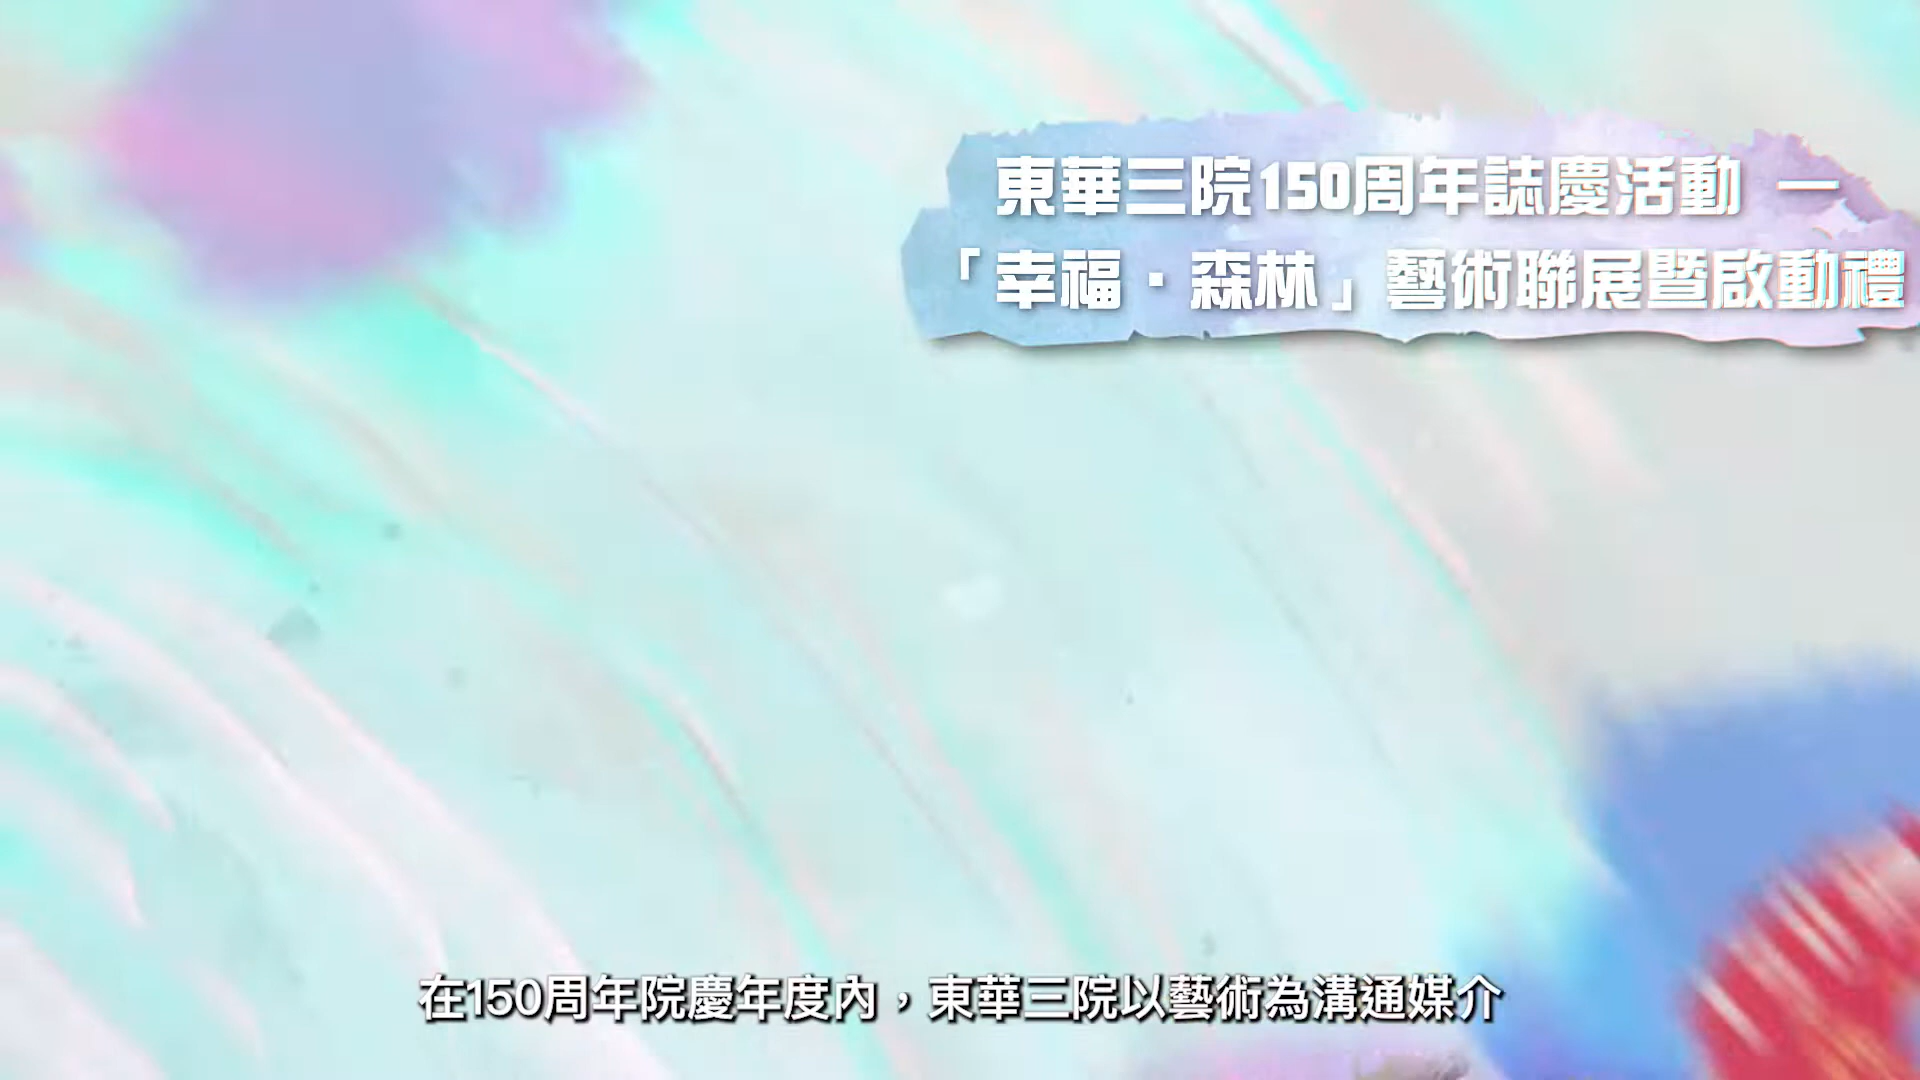 東華三院150周年誌慶活動 —
「幸福·森林」藝術聯展暨啟動禮
在150周年院慶年度內，東華三院以藝術為溝通媒介